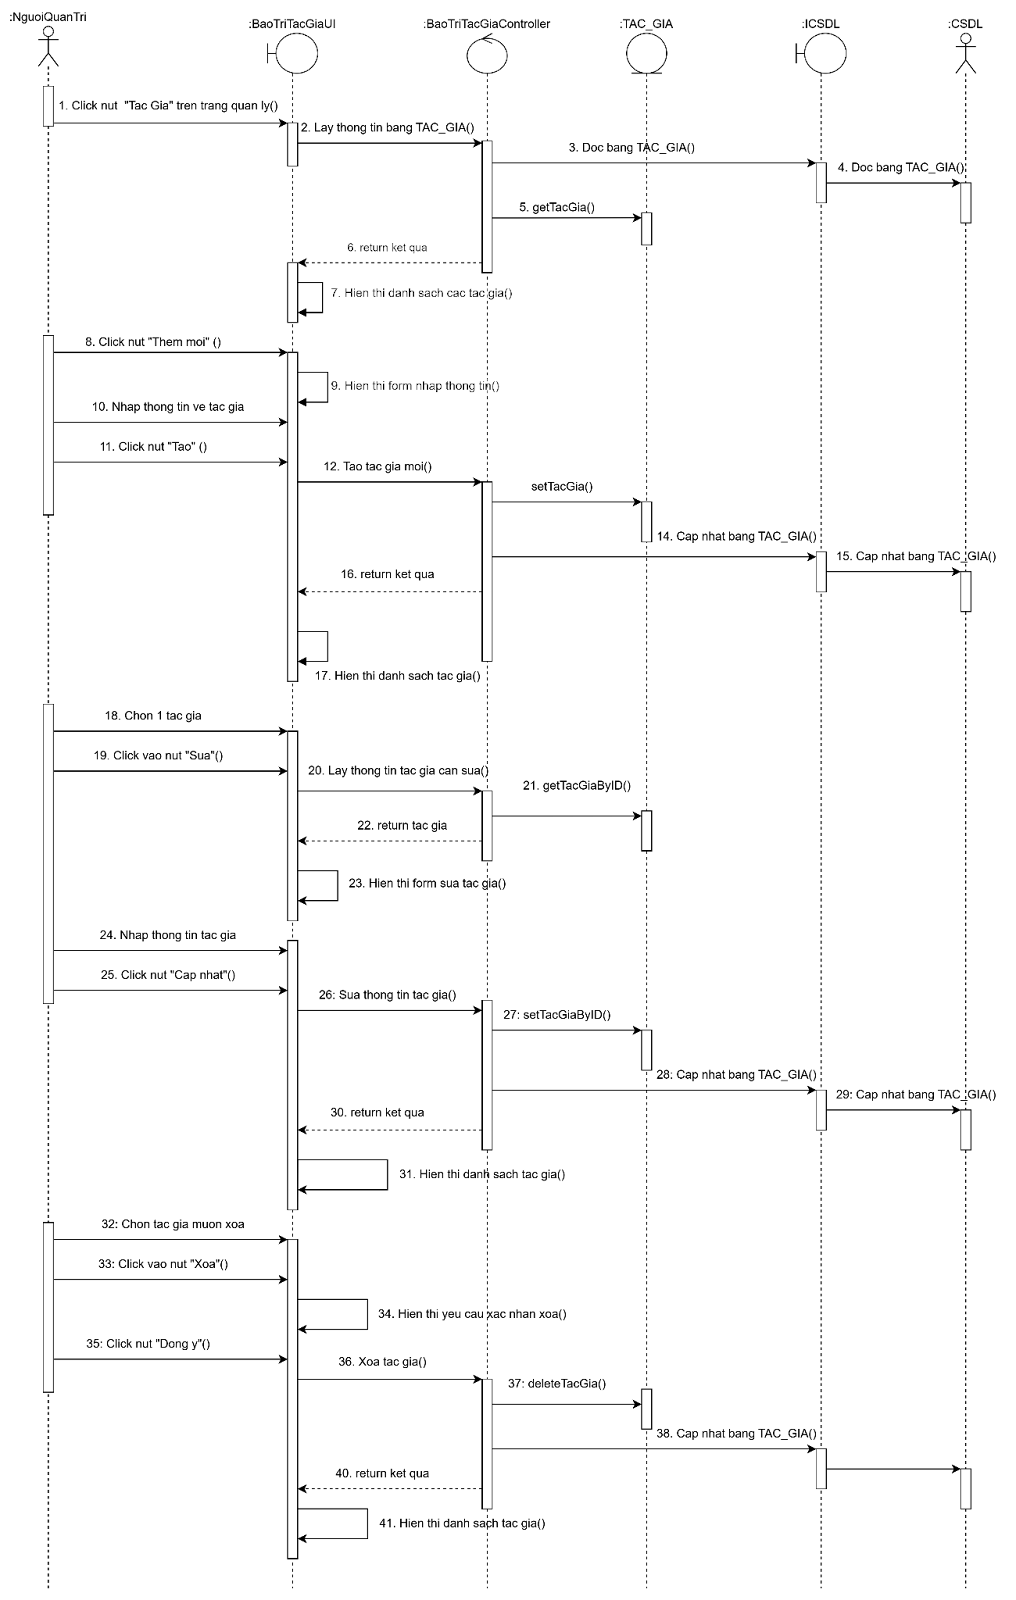 :NguoiQuanTri
:BaoTriTacGiaUI
:BaoTriTacGiaController
:TAC_GIA
:ICSDL
:CSDL
1. Click nut "Tac Gia" tren trang quan ly()
2. Lay thong tin bang TAC_GIA()
3. Doc bang TAC_GIA()
4. Doc bang TAC_GIA()
5. getTacGia()
6. return ket qua
7. Hien thi danh sach cac tac gia()
8. Click nut "Them moi" ()
9. Hien thi form nhap thong tin()
10. Nhap thong tin ve tac gia
11. Click nut "Tao" ()
12. Tao tac gia moi()
setTacGia()
14. Cap nhat bang TAC_GIA()
15. Cap nhat bang TAC_GIA()
16. return ket qua
17. Hien thi danh sach tac gia()
18. Chon 1 tac gia
19. Click vao nut "Sua"()
20. Lay thong tin tac gia can sua()
21. getTacGiaByID()
22. return tac gia
23. Hien thi form sua tac gia()
24. Nhap thong tin tac gia
25. Click nut "Cap nhat"()
26: Sua thong tin tac gia()
27: setTacGiaByID()
28: Cap nhat bang TAC_GIA()
29: Cap nhat bang TAC_GIA()
30. return ket qua
31. Hien thi danh sach tac gia()
32: Chon tac gia muon xoa
33: Click vao nut "Xoa"()
34. Hien thi yeu cau xac nhan xoa()
35: Click nut "Dong y"()
36. Xoa tac gia()
37: deleteTacGia()
38. Cap nhat bang TAC_GIA()
40. return ket qua
41. Hien thi danh sach tac gia()